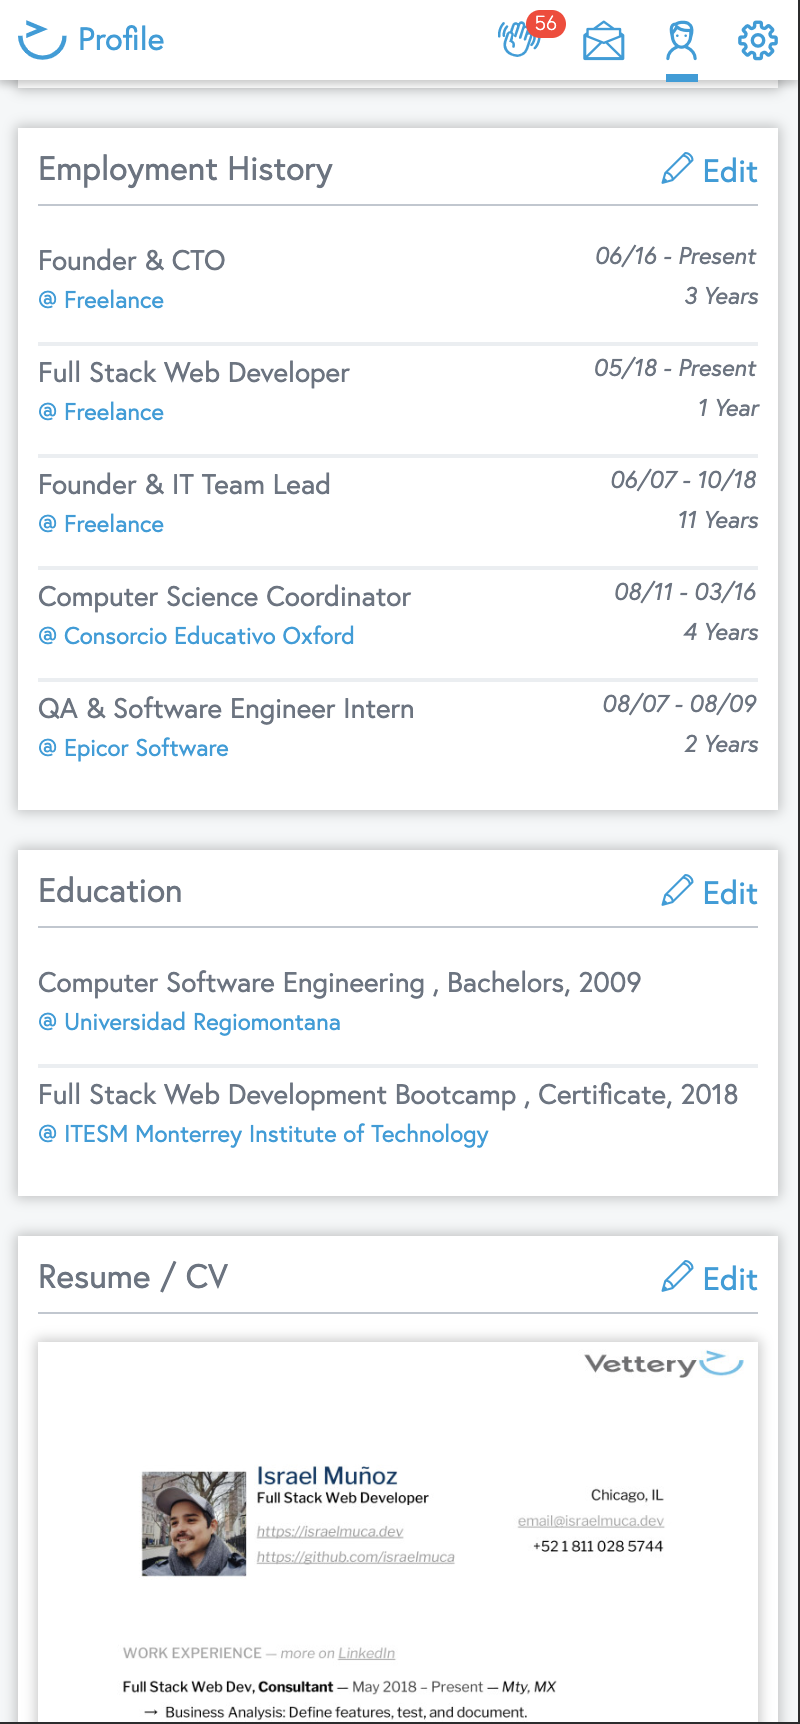 Profile
56
Employment History
Edit
Founder & CTO
06/16 - Present
@ Freelance
3 Years
Full Stack Web Developer
05/18 - Present
@ Freelance
1 Year
Founder & IT Team Lead
06/07 - 10/18
@ Freelance
11 Years
Computer Science Coordinator
08/11 - 03/16
@ Consorcio Educativo Oxford
4 Years
QA & Software Engineer Intern
08/07 - 08/09
@ Epicor Software
2 Years
Education
Edit
Computer Software Engineering , Bachelors, 2009
@ Universidad Regiomontana
Full Stack Web Development Bootcamp , Certificate, 2018
@ ITESM Monterrey Institute of Technology
Resume / CV
Edit
Vettery
Israel Muñoz
Full Stack Web Developer
Chicago, IL
https://israelmuca.dev
email@israelmuca.dev
https://github.com/israelmuca
+52 1 811 028 5744
WORK EXPERIENCE — more on LinkedIn
Full Stack Web Dev, Consultant — May 2018 – Present — Mty, MX
→ Business Analysis: Define features, test, and document.